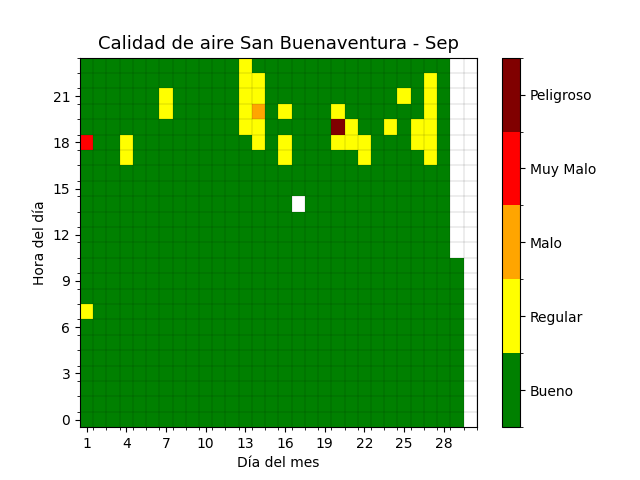 Calidad de aire San Buenaventura - Sep
Hora del día
21
18
15
12
9
6
3
0
1 4 7 10 13 16 19 22 25 28
Día del mes
Peligroso
Muy Malo
Malo
Regular
Bueno